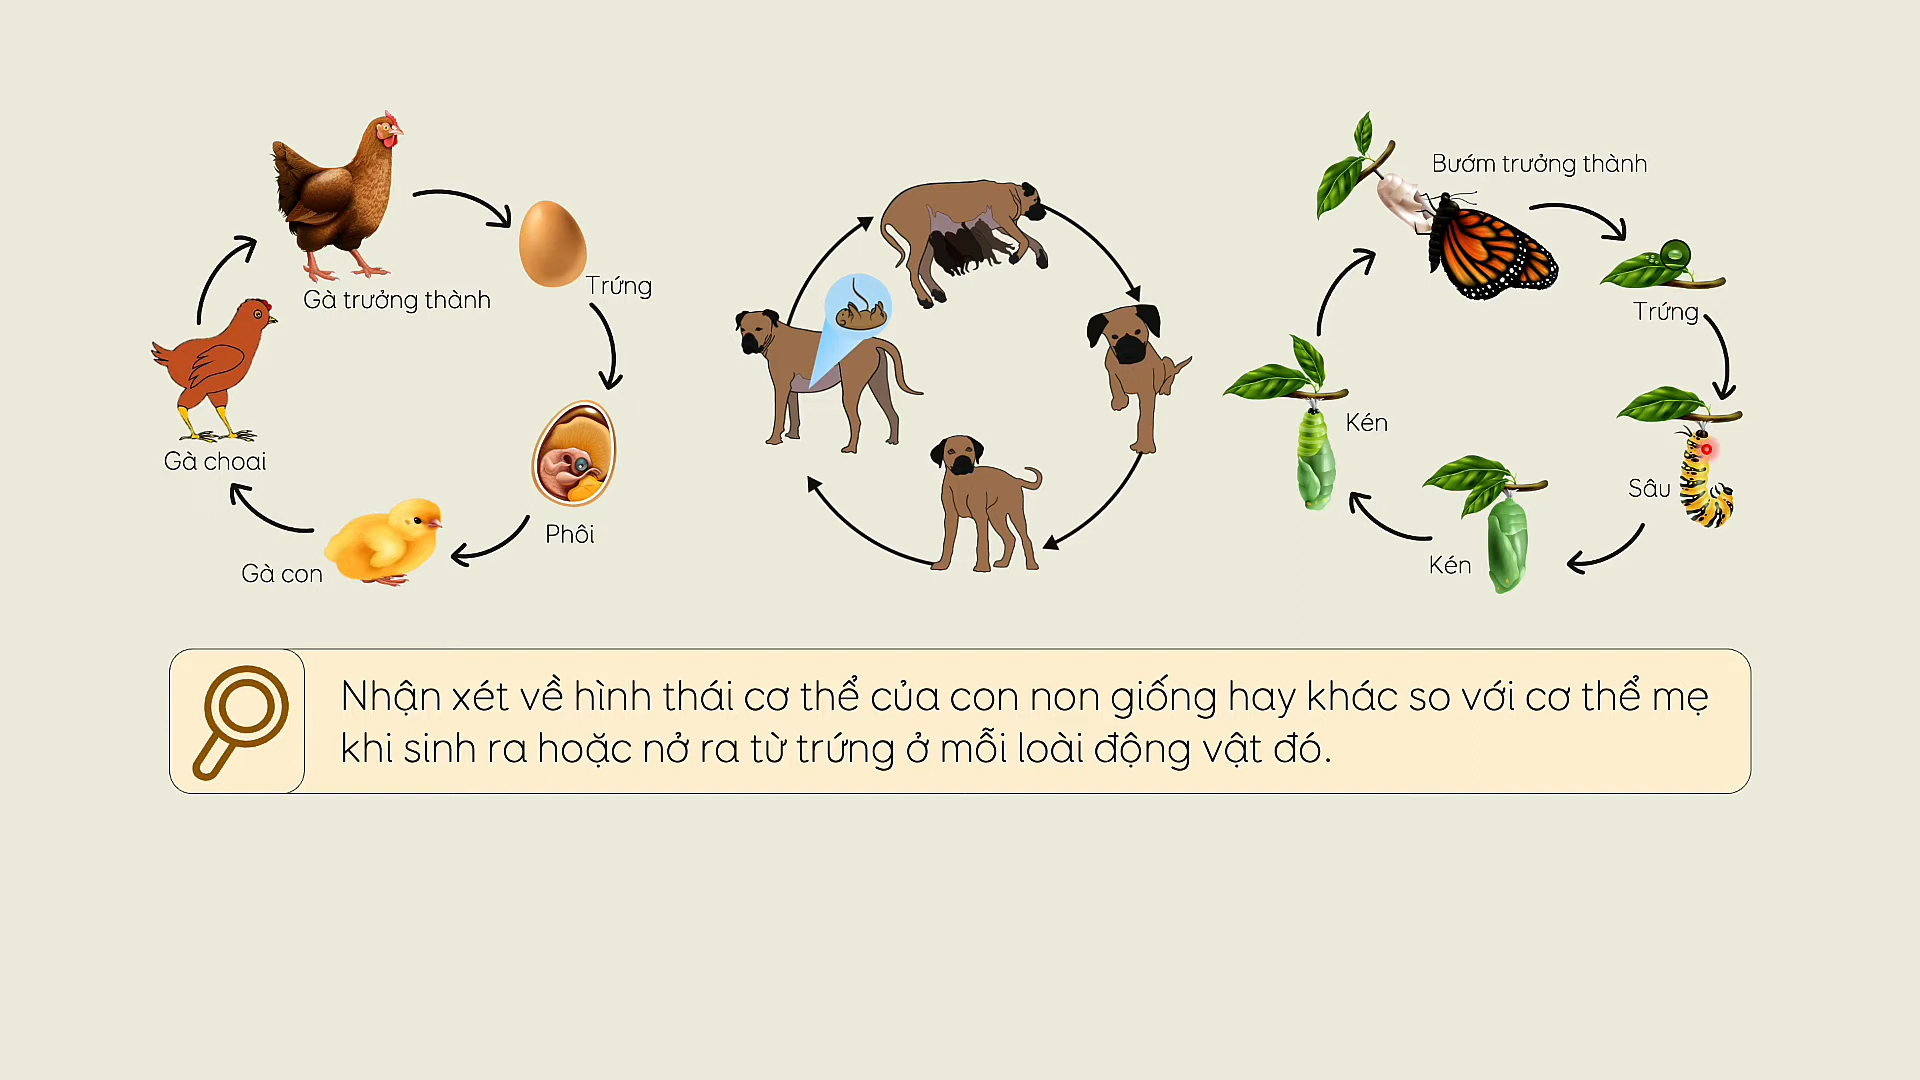 Gà trưởng thành
Trứng
Phôi
Gà con
Gà choai
Bướm trưởng thành
Trứng
Sâu
Kén
Kén
Nhận xét về hình thái cơ thể của con non giống hay khác so với cơ thể mẹ
khi sinh ra hoặc nở ra từ trứng ở mỗi loài động vật đó.